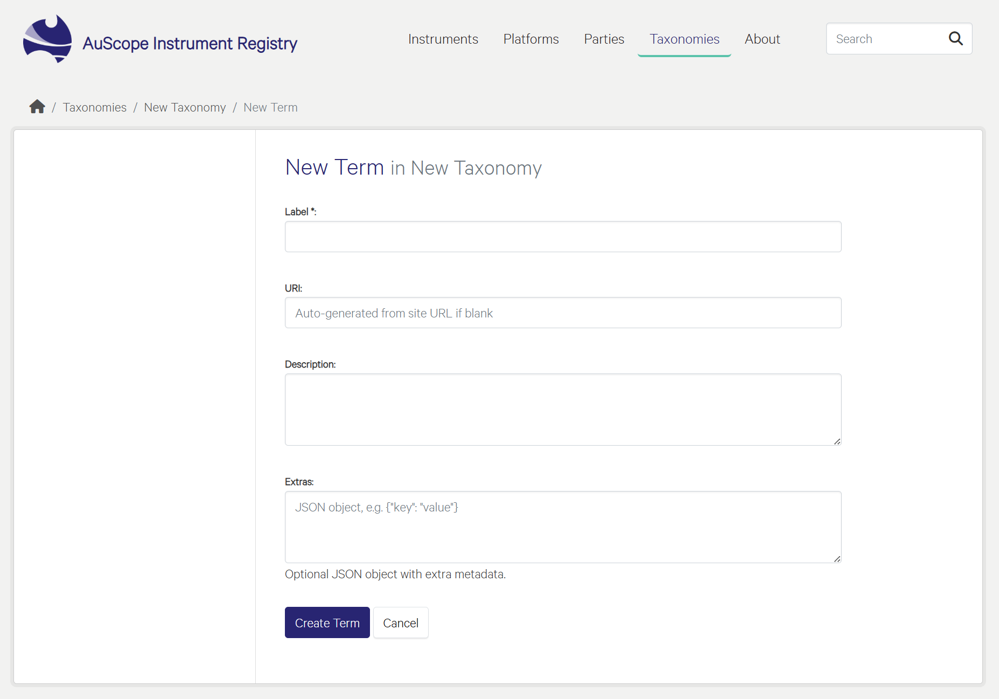 AuScope Instrument Registry
Instruments Platforms Parties Taxonomies About
Search
/ Taxonomies / New Taxonomy / New Term
New Term in New Taxonomy
Label *:
URI:
Auto-generated from site URL if blank
Description:
Extras:
JSON object, e.g. {"key": "value"}
Optional JSON object with extra metadata.
Create Term Cancel